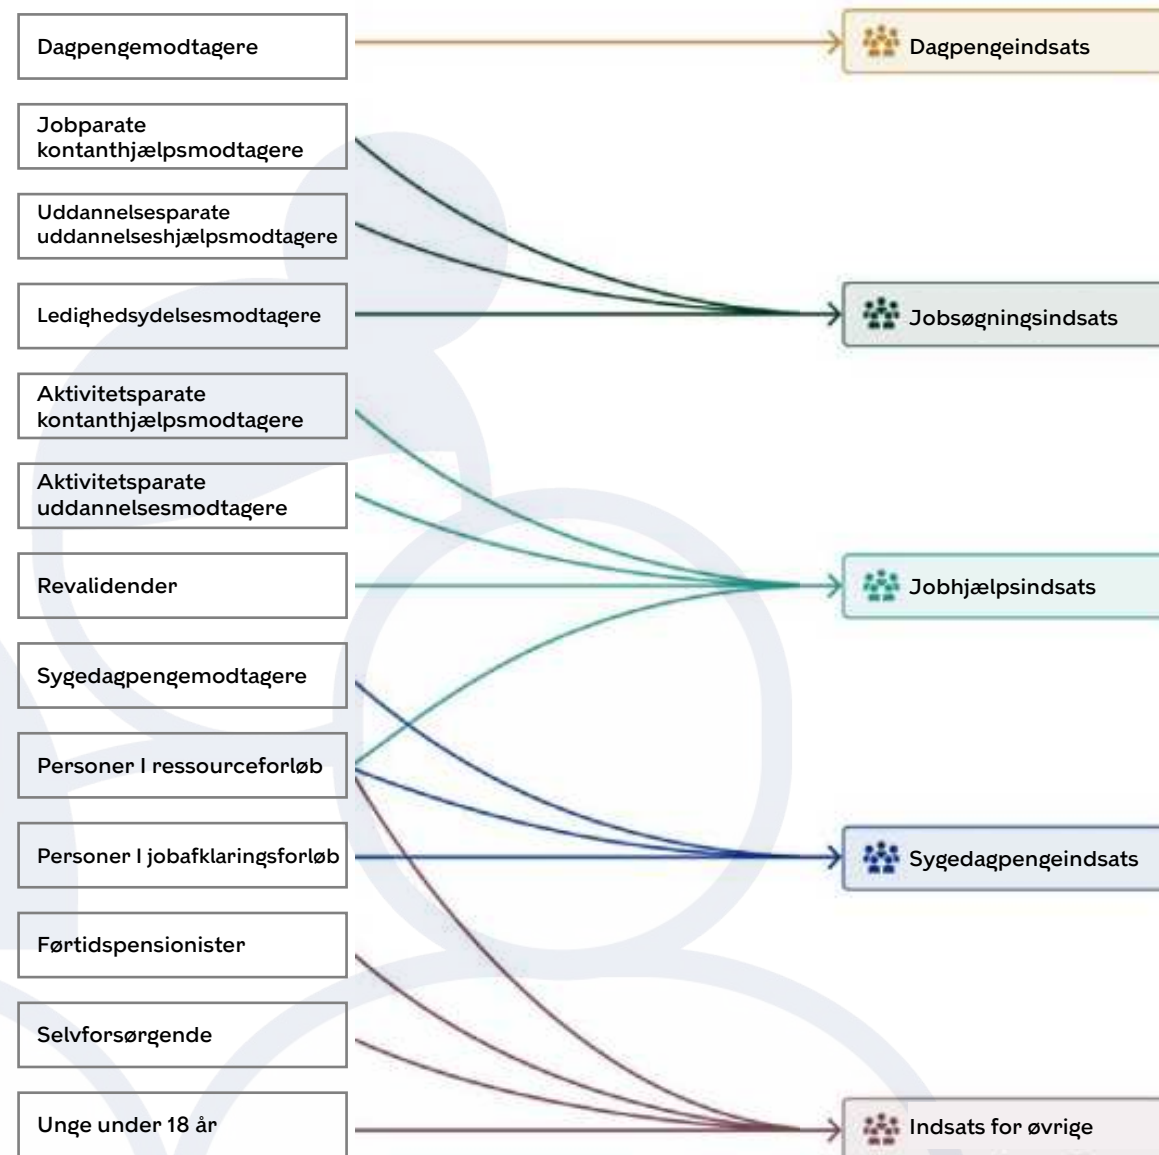 Dagpengemodtagere
Jobparate
kontanthjælpsmodtagere
Uddannelsesparate
uddannelseshjælpsmodtagere
Ledighedsydelsesmodtagere
Aktivitetsparate
kontanthjælpsmodtagere
Aktivitetsparate
uddannelsesmodtagere
Revalidender
Sygedagpengemodtagere
Personer I ressourceforløb
Personer I jobafklaringsforløb
Førtidspensionister
Selvforsørgende
Unge under 18 år
Dagpengeindsats
Jobsøgningsindsats
Jobhjælpsindsats
Sygedagpengeindsats
Indsats for øvrige